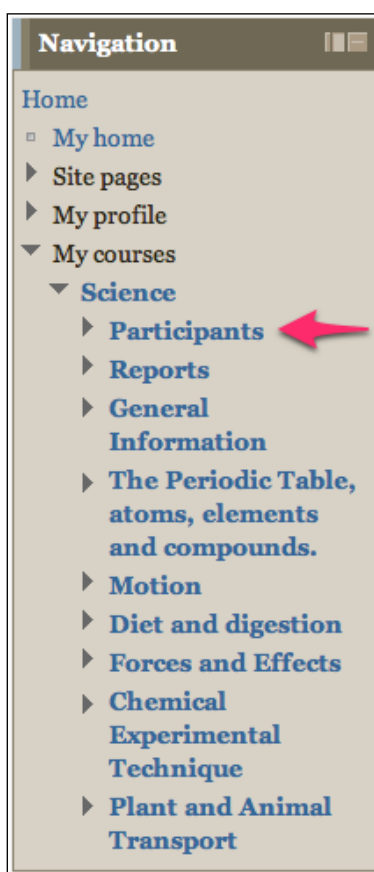 Navigation
Home
My home
Site pages
My profile
My courses
Science
Participants
Reports
General
Information
The Periodic Table,
atoms, elements
and compounds.
Motion
Diet and digestion
Forces and Effects
Chemical
Experimental
Technique
Plant and Animal
Transport